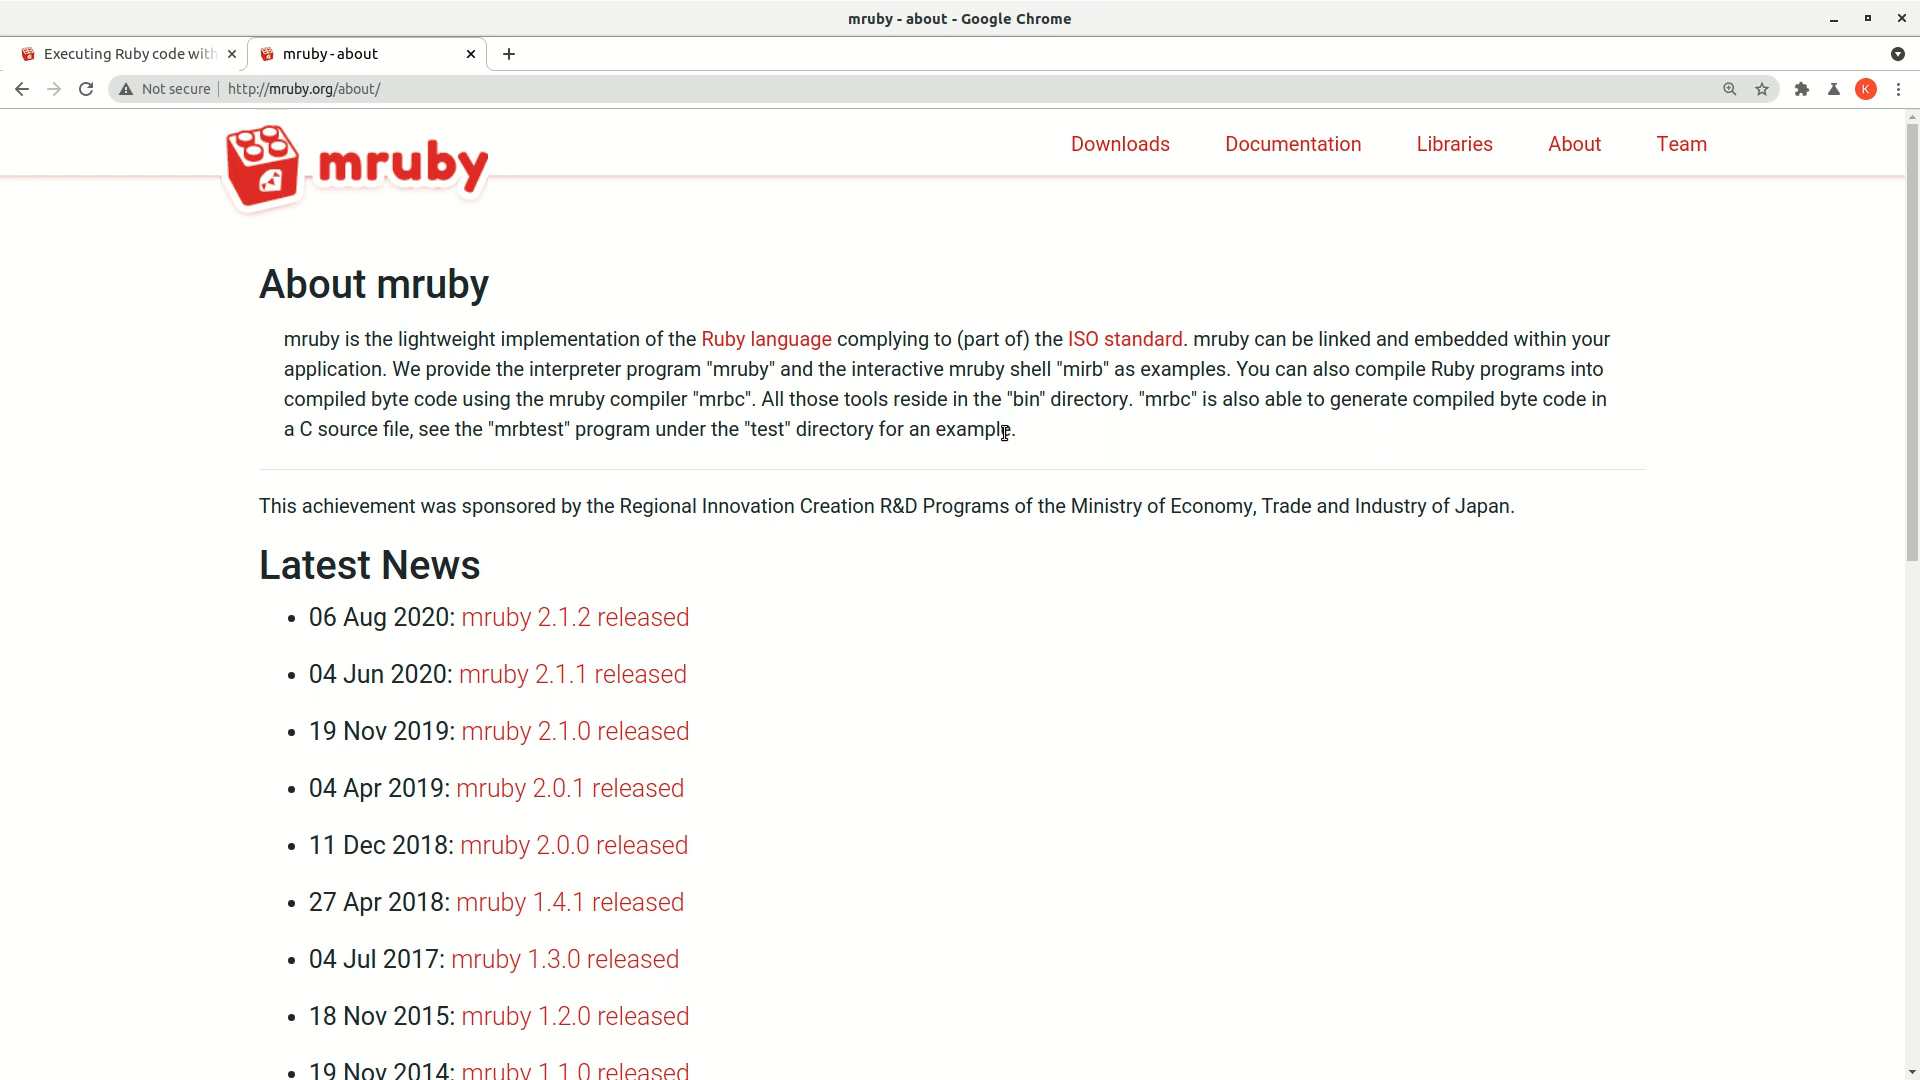 mruby - about - Google Chrome
Executing Ruby code with
mruby - about
Not secure
http://mruby.org/about/
K
mruby
Downloads
Documentation
Libraries
About
Team
About mruby
mruby is the lightweight implementation of the Ruby language complying to (part of) the ISO standard. mruby can be linked and embedded within your
application. We provide the interpreter program "mruby" and the interactive mruby shell "mirb" as examples. You can also compile Ruby programs into
compiled byte code using the mruby compiler "mrbc". All those tools reside in the "bin" directory. "mrbc" is also able to generate compiled byte code in
a C source file, see the "mrbtest" program under the "test" directory for an example.
This achievement was sponsored by the Regional Innovation Creation R&D Programs of the Ministry of Economy, Trade and Industry of Japan.
Latest News
06 Aug 2020: mruby 2.1.2 released
04 Jun 2020: mruby 2.1.1 released
19 Nov 2019: mruby 2.1.0 released
04 Apr 2019: mruby 2.0.1 released
11 Dec 2018: mruby 2.0.0 released
27 Apr 2018: mruby 1.4.1 released
04 Jul 2017: mruby 1.3.0 released
18 Nov 2015: mruby 1.2.0 released
19 Nov 2014: mruby 1.1.0 released